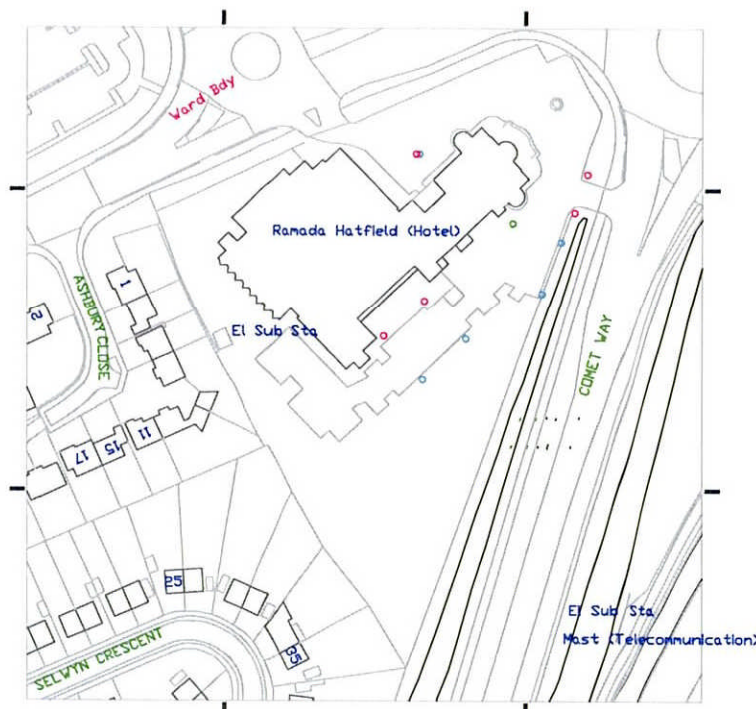 Ward Bdy
Ramada Hatfield (Hotel)
1
2
ASHBURY CLOSE
El Sub Sta
COMET WAY
11
15
17
25
El Sub Sta
Mast (Telecommunication)
35
SELWYN CRESCENT